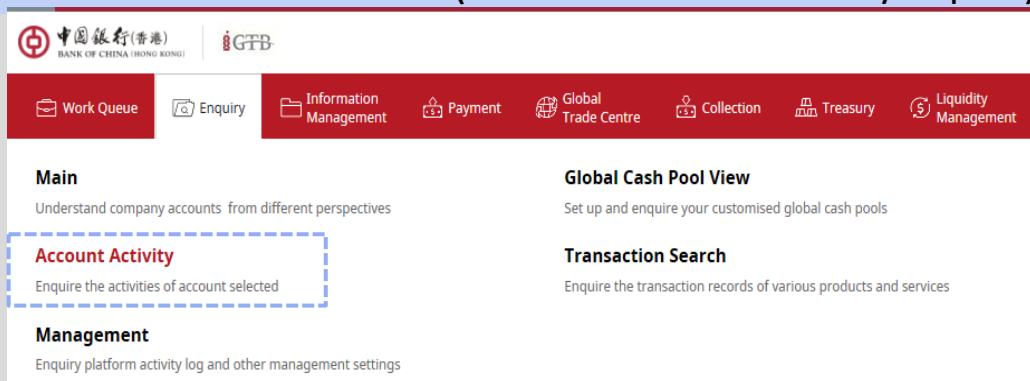 中国银行(香港)
BANK OF CHINA (HONG KONG)
iGTB
Work Queue
Enquiry
Information
Management
Payment
Global
Trade Centre
Collection
Treasury
Liquidity
Management
Main
Understand company accounts from different perspectives
Global Cash Pool View
Set up and enquire your customised global cash pools
Account Activity
Enquire the activities of account selected
Transaction Search
Enquire the transaction records of various products and services
Management
Enquiry platform activity log and other management settings